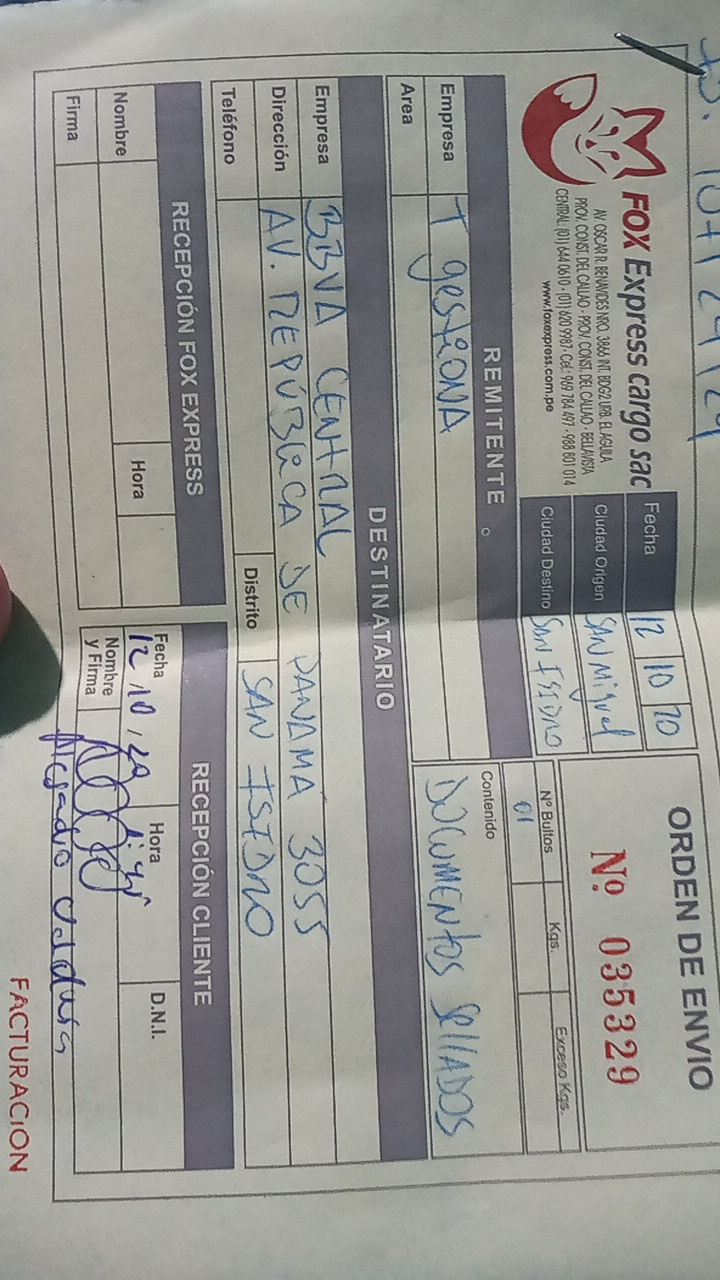 FOX Express cargo sac
AV. OSCAR R. BENAVIDES NRO. 3866 INT. BDG2 URB. EL AGUILA
PROV. CONST. DEL CALLAO - PROV. CONST. DEL CALLAO - BELLAVISTA
CENTRAL: (01) 644 0610 - (01) 620 9987 - Cel.: 969 784 497 - 988 801 014
www.foxexpress.com.pe
Fecha 12 10 20
Ciudad Origen SAN MIGUEL
Ciudad Destino SAN ISIDRO
ORDEN DE ENVIO
Nº 035329
Nº Bultos Kgs. Exceso Kgs.
01
REMITENTE
Empresa T gestiona
Area
Contenido
DOCUMENTOS SELLADOS
DESTINATARIO
Empresa BBVA CENTRAL
Dirección AV. REPÚBLICA DE PANAMA 3055
Teléfono Distrito SAN ISIDRO
RECEPCIÓN FOX EXPRESS
Nombre Hora
Firma
RECEPCIÓN CLIENTE
Fecha Hora D.N.I.
12/10/20
Nombre
y Firma
FACTURACION